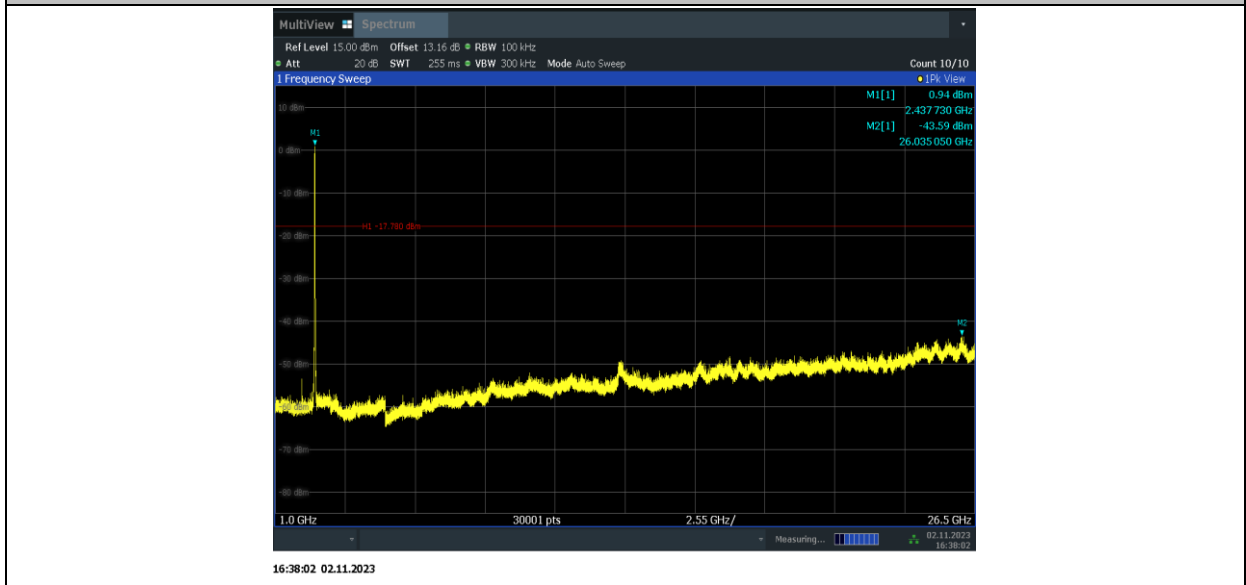 MultiView Spectrum
Ref Level 15.00 dBm Offset 13.16 dB RBW 100 kHz
Att 20 dB SWT 255 ms VBW 300 kHz Mode Auto Sweep Count 10/10
1 Frequency Sweep 1Pk View
M1[1] 0.94 dBm
10 dBm
2.437 730 GHz
M2[1] -43.59 dBm
M1
26.035 050 GHz
0 dBm
-10 dBm
H1 -17.790 dBm
-20 dBm
-30 dBm
-40 dBm
M2
-50 dBm
-60 dBm
-70 dBm
-80 dBm
1.0 GHz 30001 pts 2.55 GHz/ 26.5 GHz
Measuring... 02.11.2023
16:38:02
16:38:02 02.11.2023